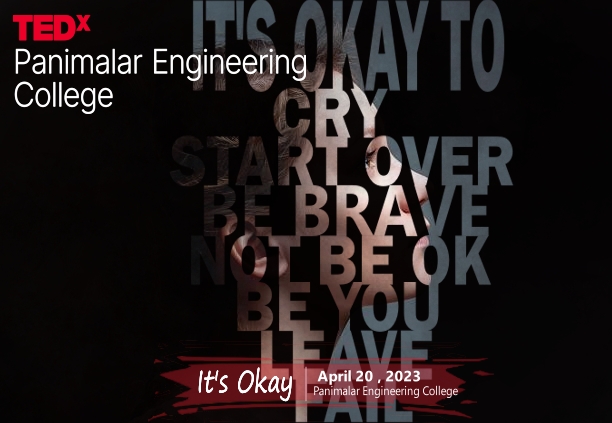 TEDx
Panimalar Engineering
College
IT'S OKAY TO
CRY
START OVER
BE BRAVE
NOT BE OK
BE YOU
LEAVE
FAIL
It's Okay
April 20 , 2023
Panimalar Engineering College